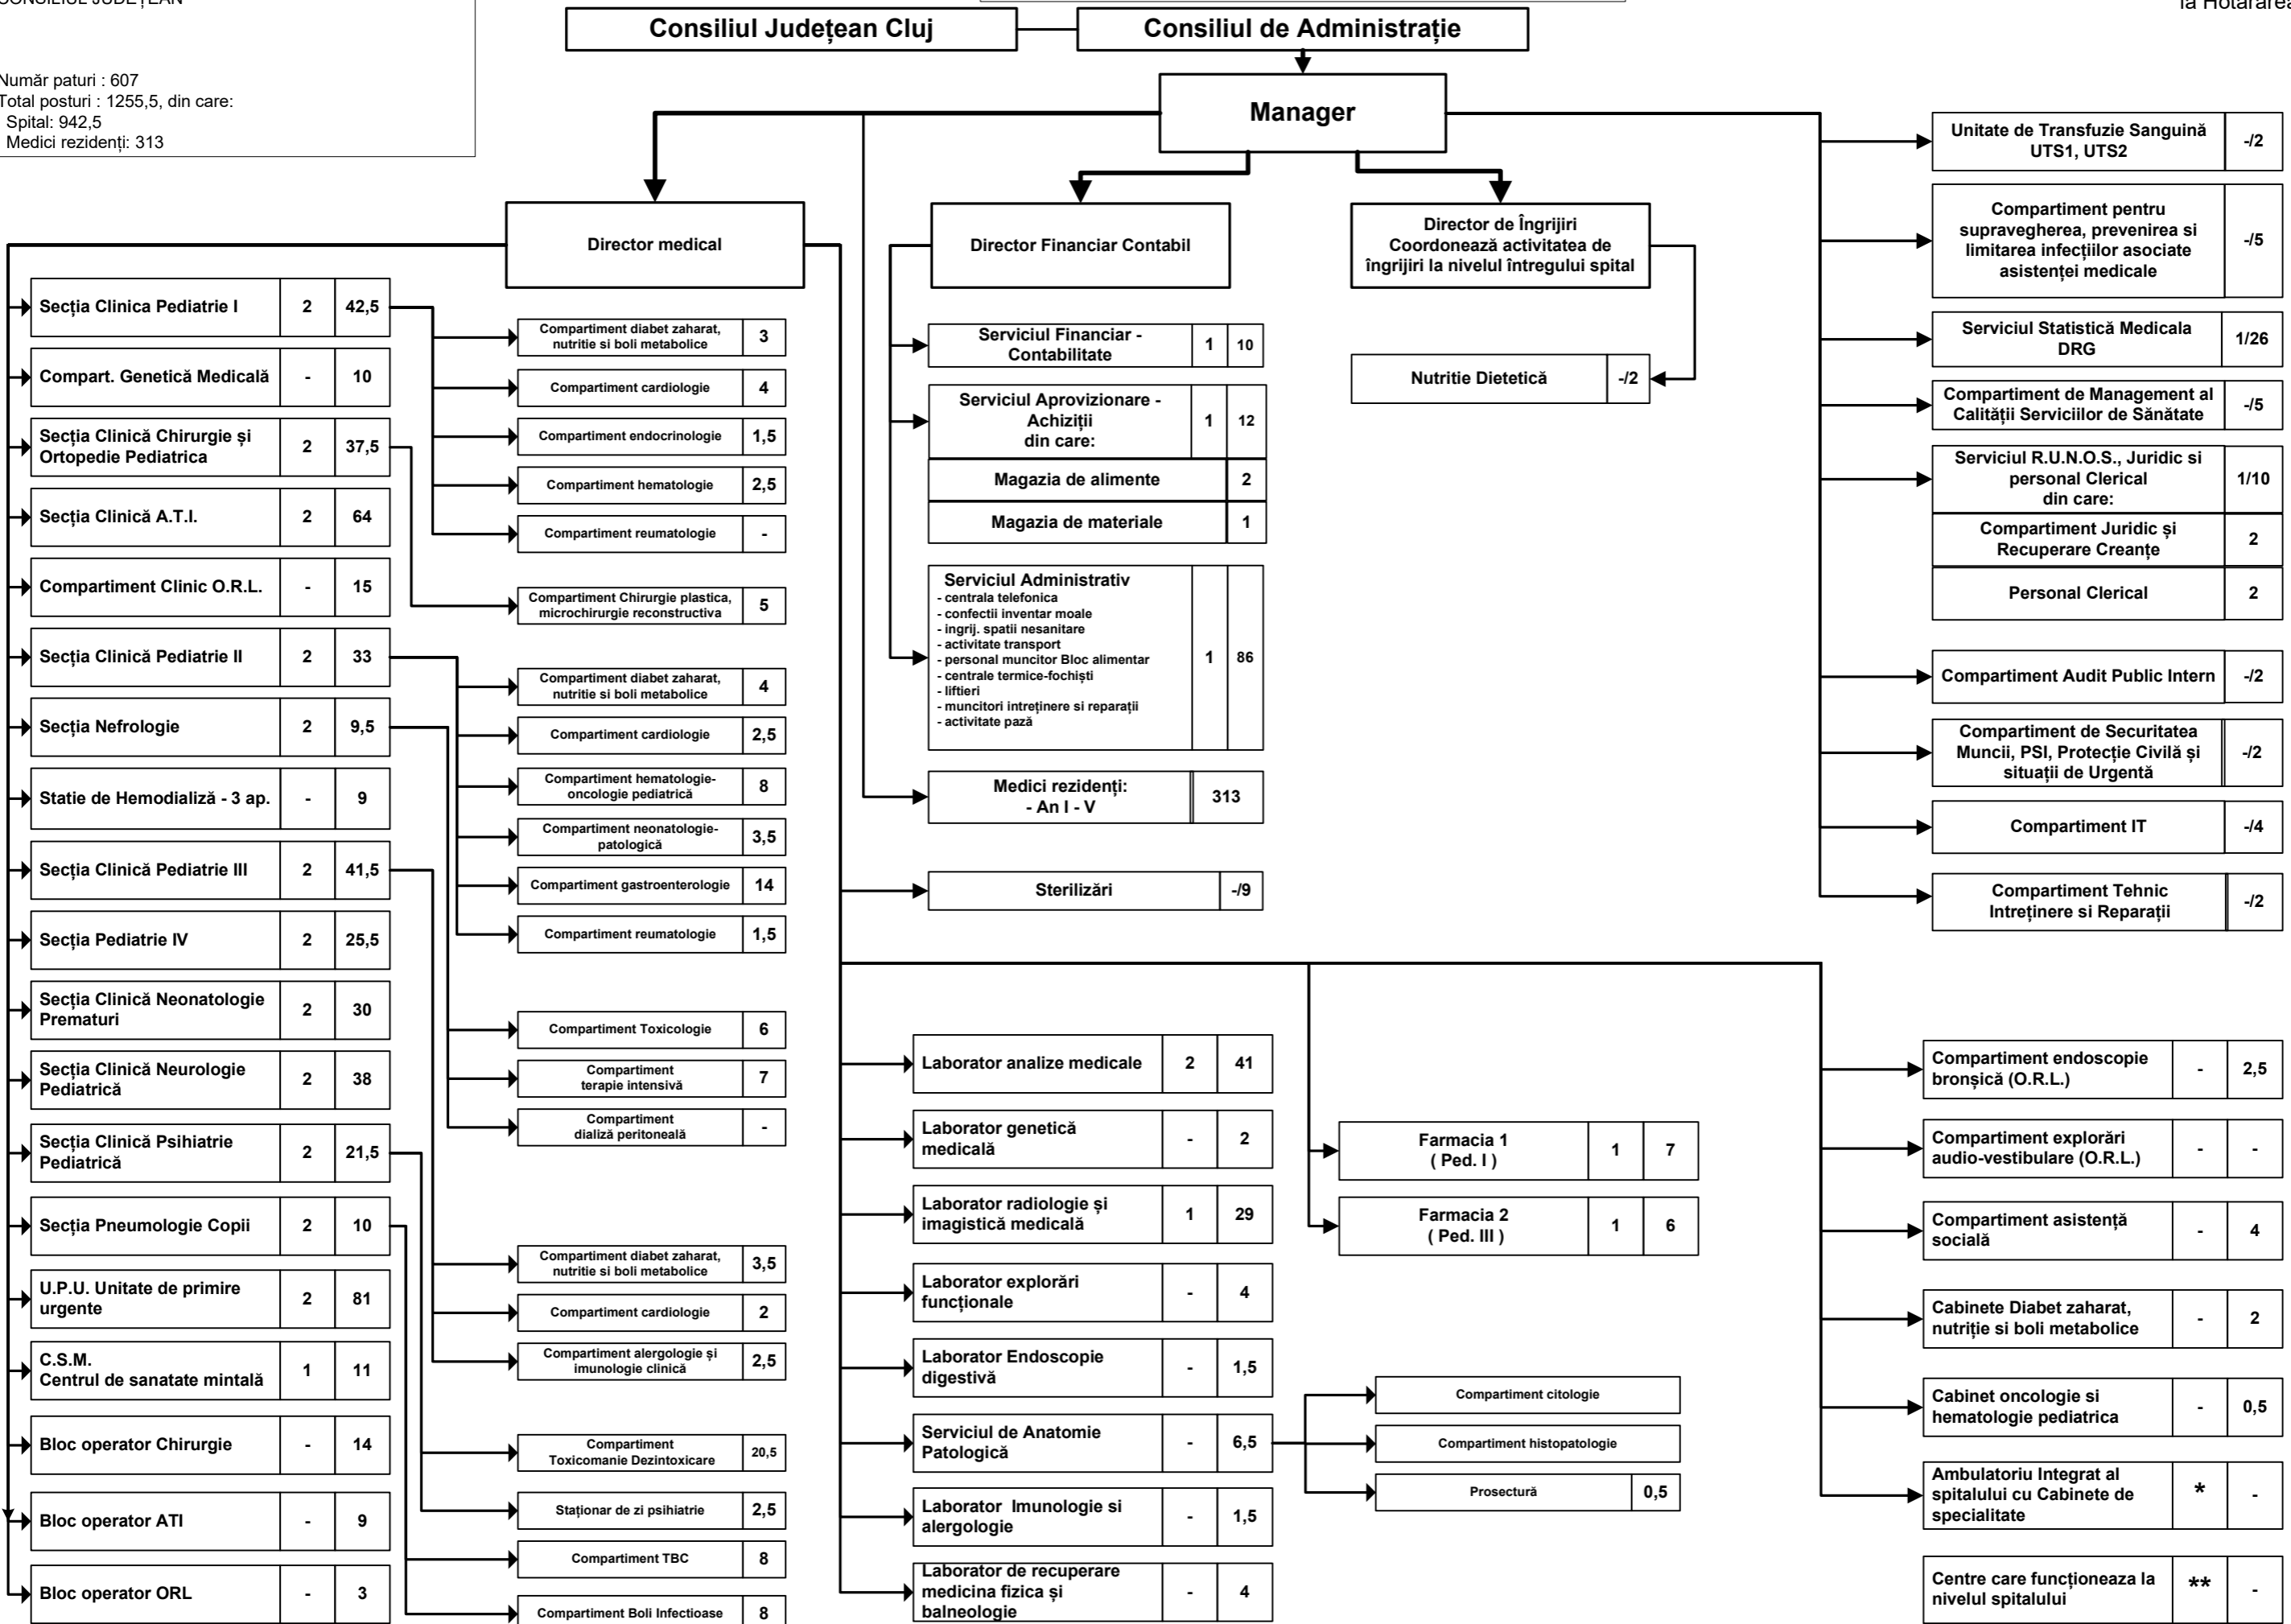 CONSILIUL JUDEȚEAN
la Hotărârea
Număr paturi : 607
Total posturi : 1255,5, din care:
Spital: 942,5
Medici rezidenți: 313
Consiliul Județean Cluj
Consiliul de Administrație
Manager
Director medical
Director Financiar Contabil
Director de Îngrijiri
Coordonează activitatea de
îngrijiri la nivelul întregului spital
Secția Clinica Pediatrie I 2 42,5
Compart. Genetică Medicală - 10
Secția Clinică Chirurgie și
Ortopedie Pediatrica 2 37,5
Secția Clinică A.T.I. 2 64
Compartiment Clinic O.R.L. - 15
Secția Clinică Pediatrie II 2 33
Secția Nefrologie 2 9,5
Statie de Hemodializă - 3 ap. - 9
Secția Clinică Pediatrie III 2 41,5
Secția Pediatrie IV 2 25,5
Secția Clinică Neonatologie
Prematuri 2 30
Secția Clinică Neurologie
Pediatrică 2 38
Secția Clinică Psihiatrie
Pediatrică 2 21,5
Secția Pneumologie Copii 2 10
U.P.U. Unitate de primire
urgente 2 81
C.S.M.
Centrul de sanatate mintală 1 11
Bloc operator Chirurgie - 14
Bloc operator ATI - 9
Bloc operator ORL - 3
Compartiment diabet zaharat,
nutritie si boli metabolice 3
Compartiment cardiologie 4
Compartiment endocrinologie 1,5
Compartiment hematologie 2,5
Compartiment reumatologie -
Compartiment Chirurgie plastica,
microchirurgie reconstructiva 5
Compartiment diabet zaharat,
nutritie si boli metabolice 4
Compartiment cardiologie 2,5
Compartiment hematologie-
oncologie pediatrică 8
Compartiment neonatologie-
patologică 3,5
Compartiment gastroenterologie 14
Compartiment reumatologie 1,5
Compartiment Toxicologie 6
Compartiment
terapie intensivă 7
Compartiment
dializă peritoneală -
Compartiment diabet zaharat,
nutritie si boli metabolice 3,5
Compartiment cardiologie 2
Compartiment alergologie și
imunologie clinică 2,5
Compartiment
Toxicomanie Dezintoxicare 20,5
Staționar de zi psihiatrie 2,5
Compartiment TBC 8
Compartiment Boli Infectioase 8
Serviciul Financiar -
Contabilitate 1 10
Serviciul Aprovizionare -
Achiziții
din care: 1 12
Magazia de alimente 2
Magazia de materiale 1
Serviciul Administrativ
- centrala telefonica
- confectii inventar moale
- ingrij. spatii nesanitare
- activitate transport
- personal muncitor Bloc alimentar
- centrale termice-fochiști
- liftieri
- muncitori intreținere si reparații
- activitate pază
1 86
Medici rezidenți:
- An I - V 313
Sterilizări -/9
Nutritie Dietetică -/2
Laborator analize medicale 2 41
Laborator genetică
medicală - 2
Laborator radiologie și
imagistică medicală 1 29
Laborator explorări
funcționale - 4
Laborator Endoscopie
digestivă - 1,5
Serviciul de Anatomie
Patologică - 6,5
Laborator Imunologie si
alergologie - 1,5
Laborator de recuperare
medicina fizica și
balneologie - 4
Farmacia 1
( Ped. I ) 1 7
Farmacia 2
( Ped. III ) 1 6
Compartiment citologie
Compartiment histopatologie
Prosectură 0,5
Unitate de Transfuzie Sanguină
UTS1, UTS2 -/2
Compartiment pentru
supravegherea, prevenirea si
limitarea infecțiilor asociate
asistenței medicale -/5
Serviciul Statistică Medicala
DRG 1/26
Compartiment de Management al
Calității Serviciilor de Sănătate -/5
Serviciul R.U.N.O.S., Juridic si
personal Clerical
din care: 1/10
Compartiment Juridic și
Recuperare Creanțe 2
Personal Clerical 2
Compartiment Audit Public Intern -/2
Compartiment de Securitatea
Muncii, PSI, Protecție Civilă și
situații de Urgentă -/2
Compartiment IT -/4
Compartiment Tehnic
Intreținere si Reparații -/2
Compartiment endoscopie
bronșică (O.R.L.) - 2,5
Compartiment explorări
audio-vestibulare (O.R.L.) - -
Compartiment asistență
socială - 4
Cabinete Diabet zaharat,
nutriție si boli metabolice - 2
Cabinet oncologie si
hematologie pediatrica - 0,5
Ambulatoriu Integrat al
spitalului cu Cabinete de
specialitate * -
Centre care funcționeaza la
nivelul spitalului ** -